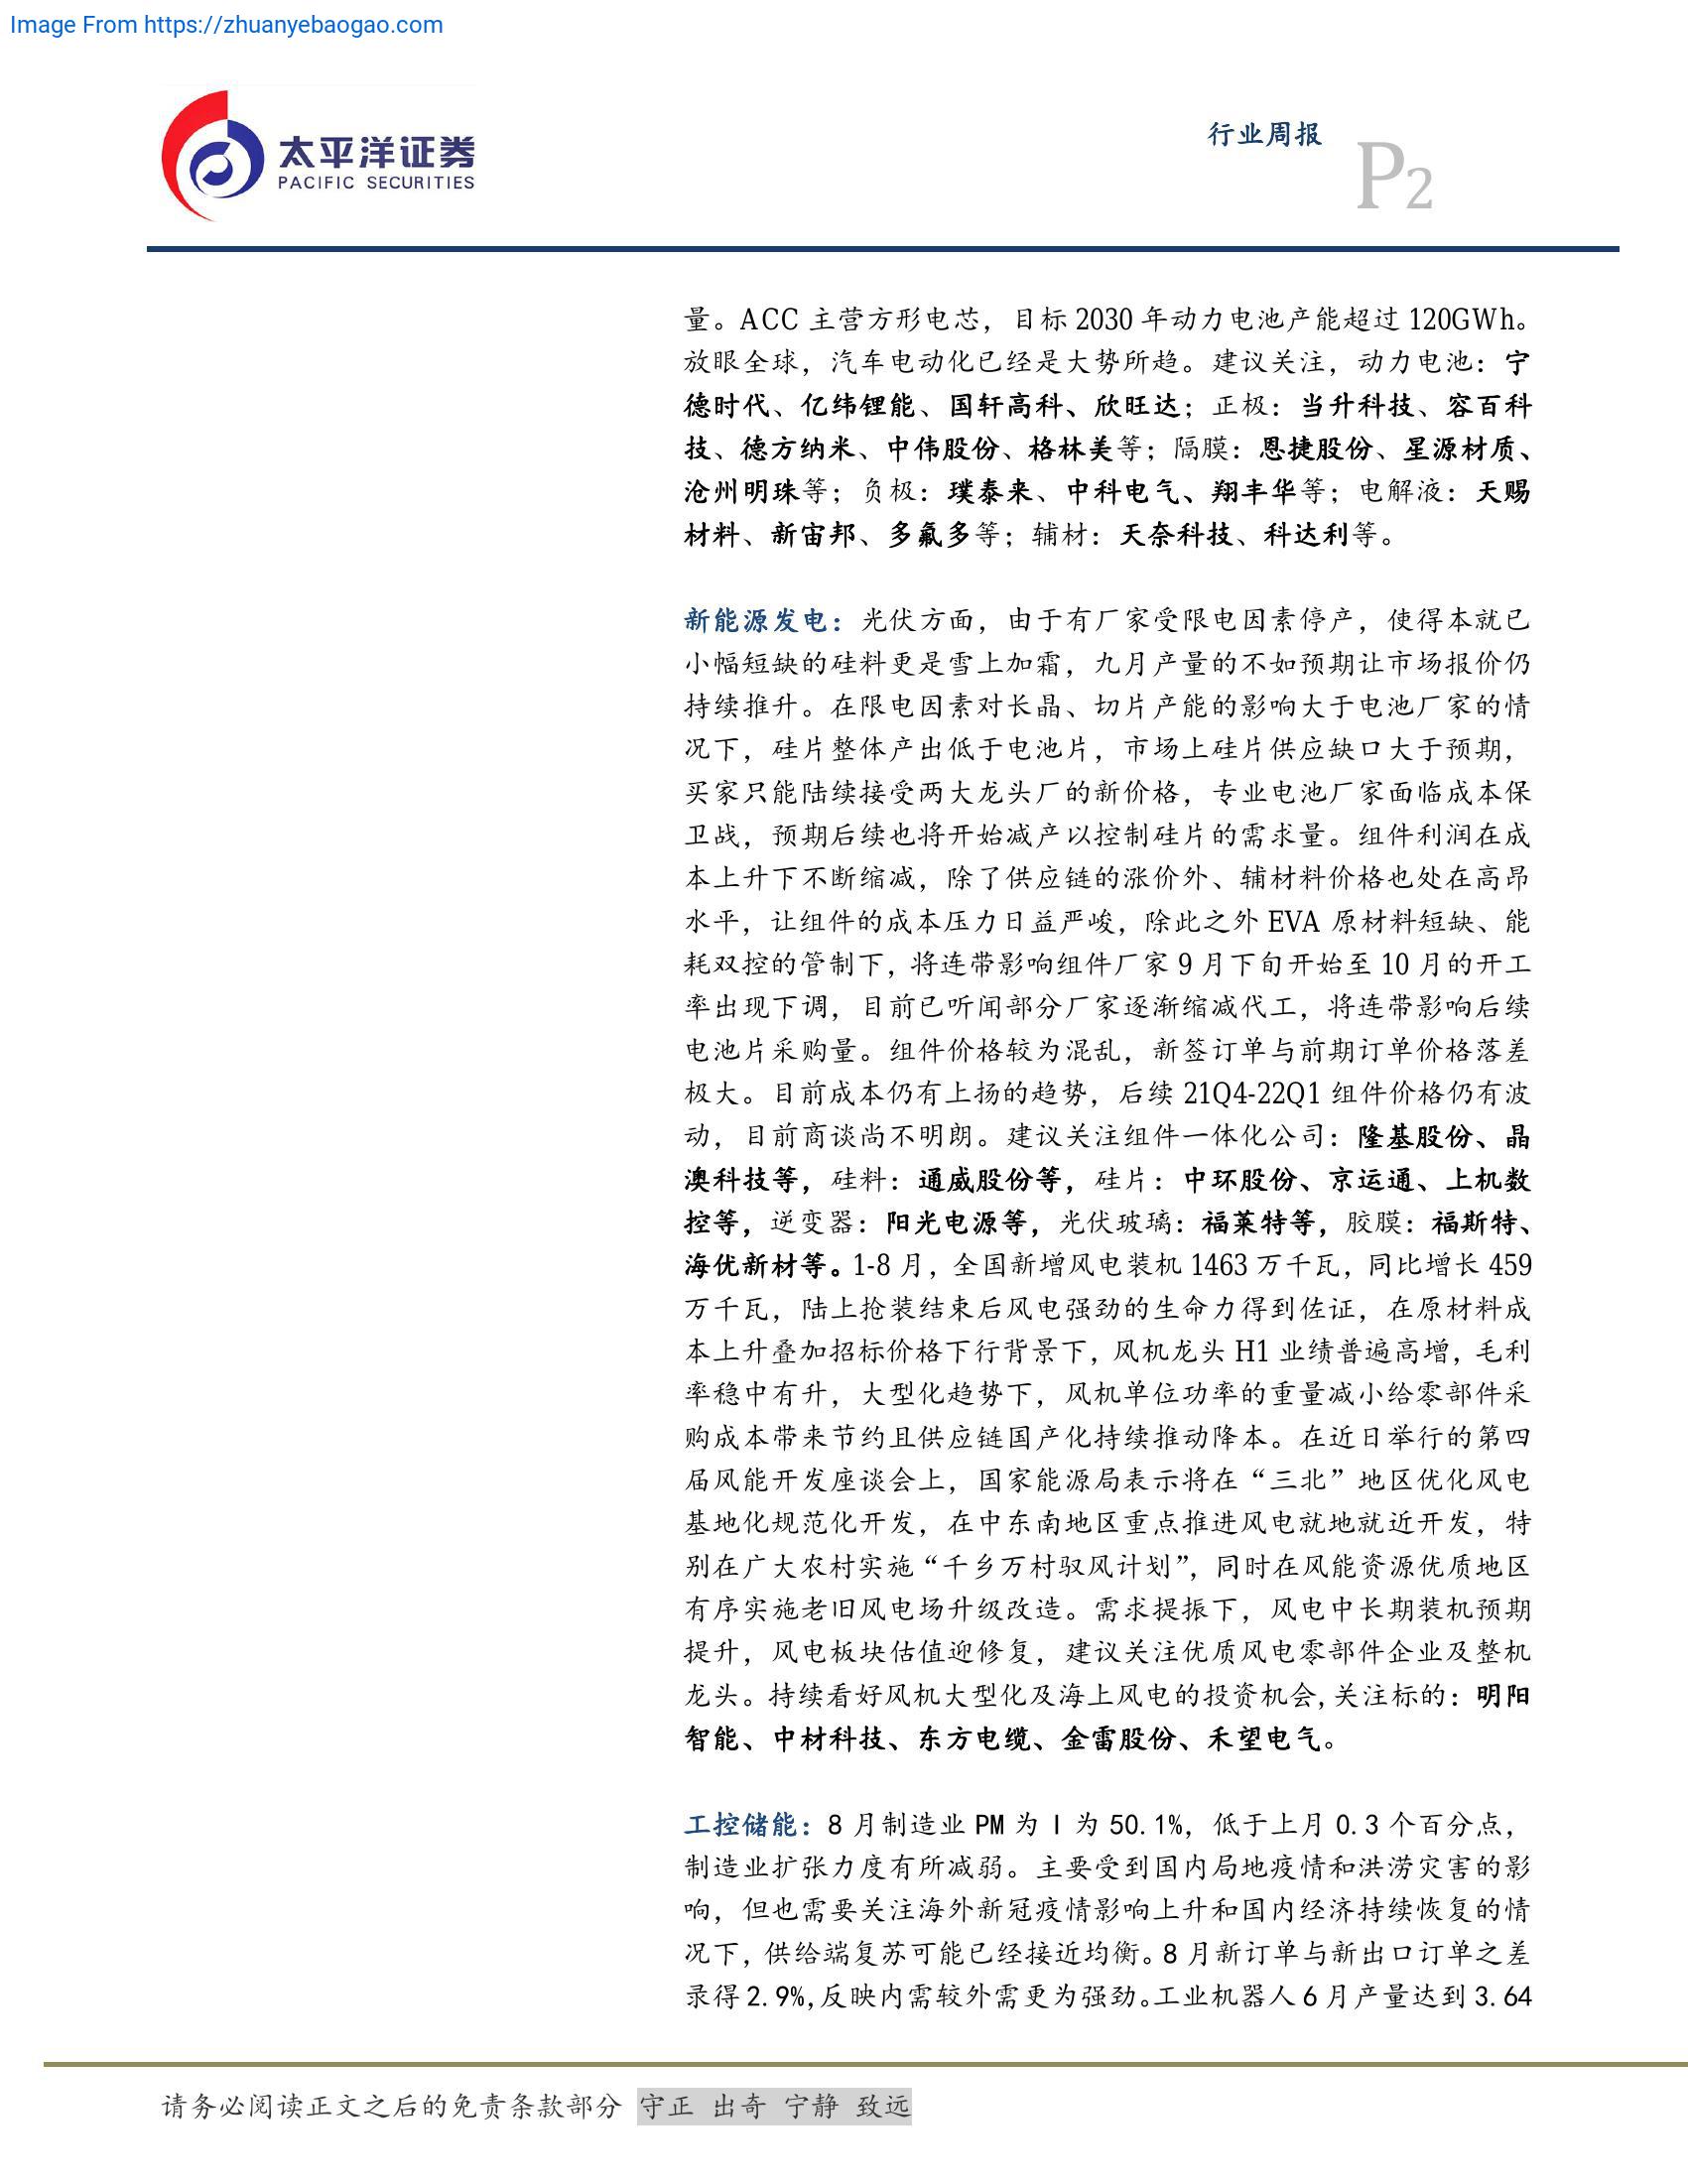 Image From https://zhuanyebaogao.com
太平洋证券
PACIFIC SECURITIES
行业周报
P2
量。ACC 主营方形电芯，目标 2030 年动力电池产能超过 120GWh。
放眼全球，汽车电动化已经是大势所趋。建议关注，动力电池：宁
德时代、亿纬锂能、国轩高科、欣旺达；正极：当升科技、容百科
技、德方纳米、中伟股份、格林美等；隔膜：恩捷股份、星源材质、
沧州明珠等；负极：璞泰来、中科电气、翔丰华等；电解液：天赐
材料、新宙邦、多氟多等；辅材：天奈科技、科达利等。
新能源发电：光伏方面，由于有厂家受限电因素停产，使得本就已
小幅短缺的硅料更是雪上加霜，九月产量的不如预期让市场报价仍
持续推升。在限电因素对长晶、切片产能的影响大于电池厂家的情
况下，硅片整体产出低于电池片，市场上硅片供应缺口大于预期，
买家只能陆续接受两大龙头厂的新价格，专业电池厂家面临成本保
卫战，预期后续也将开始减产以控制硅片的需求量。组件利润在成
本上升下不断缩减，除了供应链的涨价外、辅材料价格也处在高昂
水平，让组件的成本压力日益严峻，除此之外 EVA 原材料短缺、能
耗双控的管制下，将连带影响组件厂家 9 月下旬开始至 10 月的开工
率出现下调，目前已听闻部分厂家逐渐缩减代工，将连带影响后续
电池片采购量。组件价格较为混乱，新签订单与前期订单价格落差
极大。目前成本仍有上扬的趋势，后续 21Q4-22Q1 组件价格仍有波
动，目前商谈尚不明朗。建议关注组件一体化公司：隆基股份、晶
澳科技等，硅料：通威股份等，硅片：中环股份、京运通、上机数
控等，逆变器：阳光电源等，光伏玻璃：福莱特等，胶膜：福斯特、
海优新材等。1-8 月，全国新增风电装机 1463 万千瓦，同比增长 459
万千瓦，陆上抢装结束后风电强劲的生命力得到佐证，在原材料成
本上升叠加招标价格下行背景下，风机龙头 H1 业绩普遍高增，毛利
率稳中有升，大型化趋势下，风机单位功率的重量减小给零部件采
购成本带来节约且供应链国产化持续推动降本。在近日举行的第四
届风能开发座谈会上，国家能源局表示将在“三北”地区优化风电
基地化规范化开发，在中东南地区重点推进风电就地就近开发，特
别在广大农村实施“千乡万村驭风计划”，同时在风能资源优质地区
有序实施老旧风电场升级改造。需求提振下，风电中长期装机预期
提升，风电板块估值迎修复，建议关注优质风电零部件企业及整机
龙头。持续看好风机大型化及海上风电的投资机会,关注标的：明阳
智能、中材科技、东方电缆、金雷股份、禾望电气。
工控储能：8 月制造业 PM 为 I 为 50.1%，低于上月 0.3 个百分点，
制造业扩张力度有所减弱。主要受到国内局地疫情和洪涝灾害的影
响，但也需要关注海外新冠疫情影响上升和国内经济持续恢复的情
况下，供给端复苏可能已经接近均衡。8 月新订单与新出口订单之差
录得 2.9%,反映内需较外需更为强劲。工业机器人 6 月产量达到 3.64
请务必阅读正文之后的免责条款部分 守正 出奇 宁静 致远